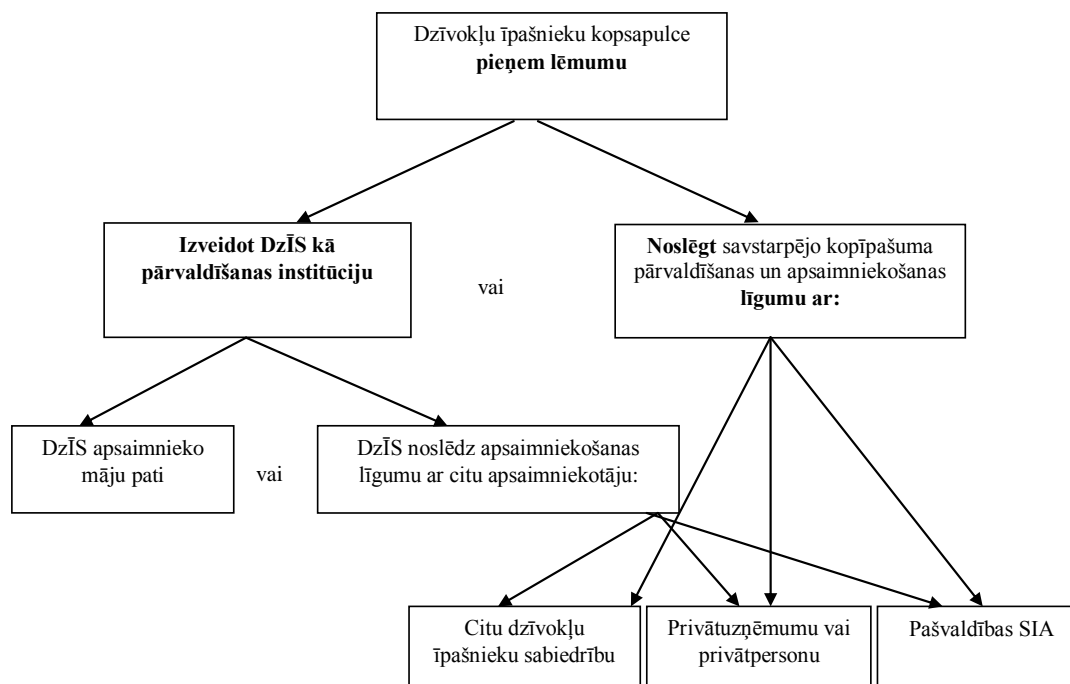 Dzīvokļu īpašnieku kopsapulce
pieņem lēmumu
Izveidot DzĪS kā
pārvaldīšanas institūciju
vai
Noslēgt savstarpējo kopīpašuma
pārvaldīšanas un apsaimniekošanas
līgumu ar:
DzĪS apsaimnieko
māju pati
vai
DzĪS noslēdz apsaimniekošanas
līgumu ar citu apsaimniekotāju:
Citu dzīvokļu
īpašnieku sabiedrību
Privātuzņēmumu vai
privātpersonu
Pašvaldības SIA